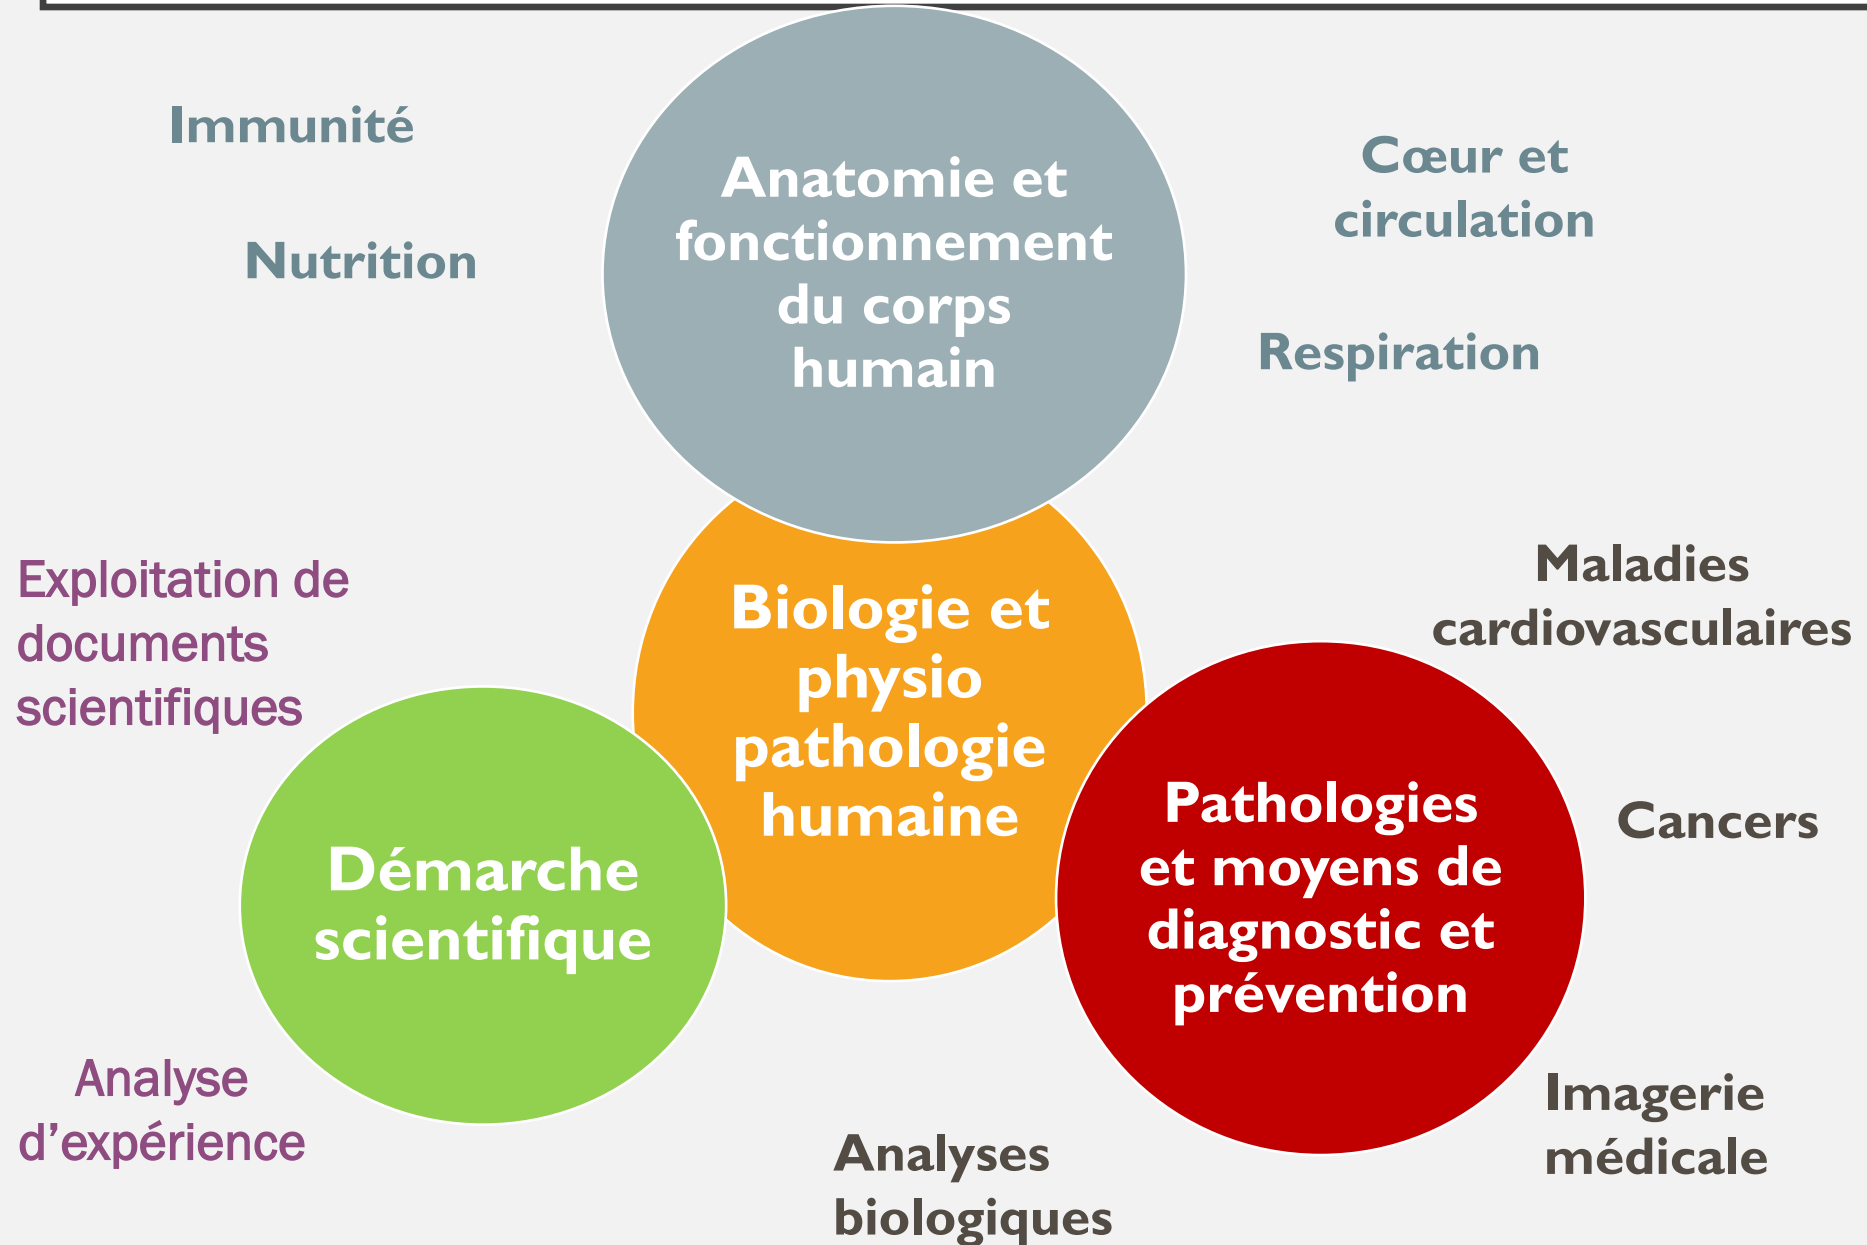 Immunité
Nutrition
Anatomie et
fonctionnement
du corps
humain
Cœur et
circulation
Respiration
Exploitation de
documents
scientifiques
Biologie et
physio
pathologie
humaine
Maladies
cardiovasculaires
Démarche
scientifique
Pathologies
et moyens de
diagnostic et
prévention
Cancers
Analyse
d’expérience
Analyses
biologiques
Imagerie
médicale